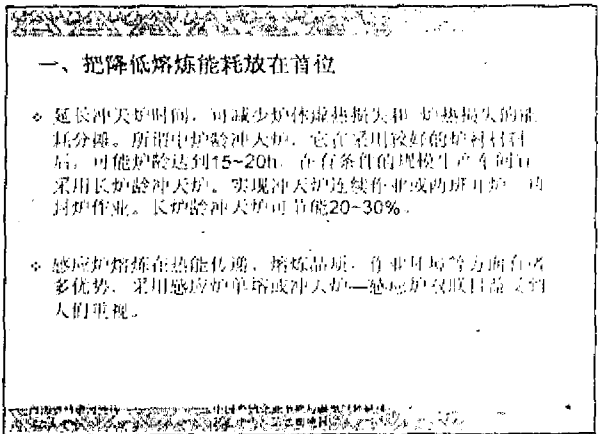 一、把降低熔炼能耗放在首位
延长冲天炉时间，可减少炉体虚热损失和 炉热损失的能
耗分摊。所谓中炉龄冲天炉，它在采用较好的炉衬材料
后，可能炉龄达到15~20h，在有条件的规模生产车间宜
采用长炉龄冲天炉。实现冲天炉连续作业或两班开炉一
封炉作业。长炉龄冲天炉可节能20~30%。
感应炉熔炼在热能传递、熔炼品质、作业环境等方面有诸
多优势，采用感应炉单熔或冲天炉—感应炉双联日益受到
人们重视。